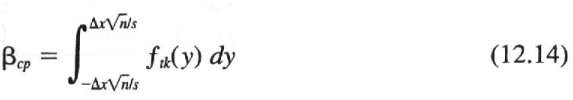 β_cp = ∫_{-Δx√n/s}^{Δx√n/s} f_tk(y) dy (12.14)